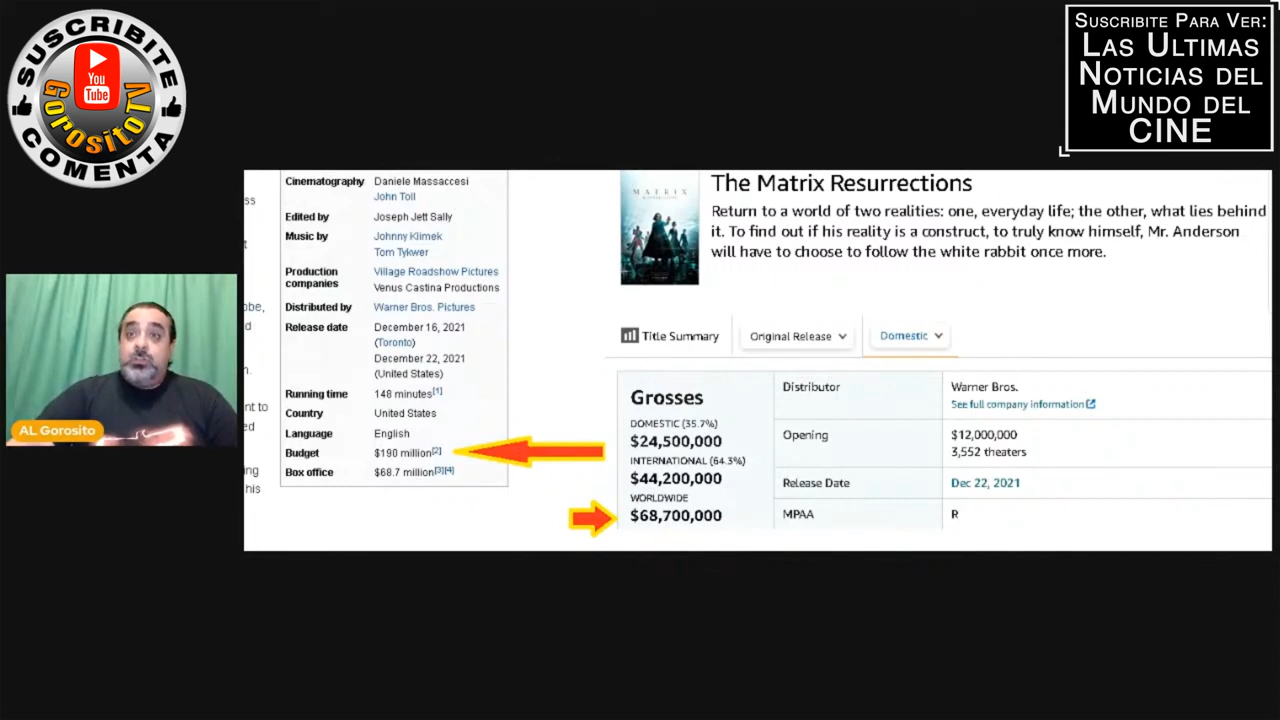 SUSCRIBITE
You
Tube
GorositoTV
COMENTA
SUSCRIBITE PARA VER:
LAS ULTIMAS
NOTICIAS DEL
MUNDO DEL
CINE
AL Gorosito
ss
t
obe,
d
n.
nt to
ed
ng
his
Cinematography Daniele Massaccesi
John Toll
Edited by Joseph Jett Sally
Music by Johnny Klimek
Tom Tykwer
Production Village Roadshow Pictures
companies Venus Castina Productions
Distributed by Warner Bros. Pictures
Release date December 16, 2021
(Toronto)
December 22, 2021
(United States)
Running time 148 minutes[1]
Country United States
Language English
Budget $190 million[2]
Box office $68.7 million[3][4]
MATRIX
The Matrix Resurrections
Return to a world of two realities: one, everyday life; the other, what lies behind
it. To find out if his reality is a construct, to truly know himself, Mr. Anderson
will have to choose to follow the white rabbit once more.
Title Summary Original Release Domestic
Grosses
DOMESTIC (35.7%)
$24,500,000
INTERNATIONAL (64.3%)
$44,200,000
WORLDWIDE
$68,700,000
Distributor Warner Bros.
See full company information
Opening $12,000,000
3,552 theaters
Release Date Dec 22, 2021
MPAA R